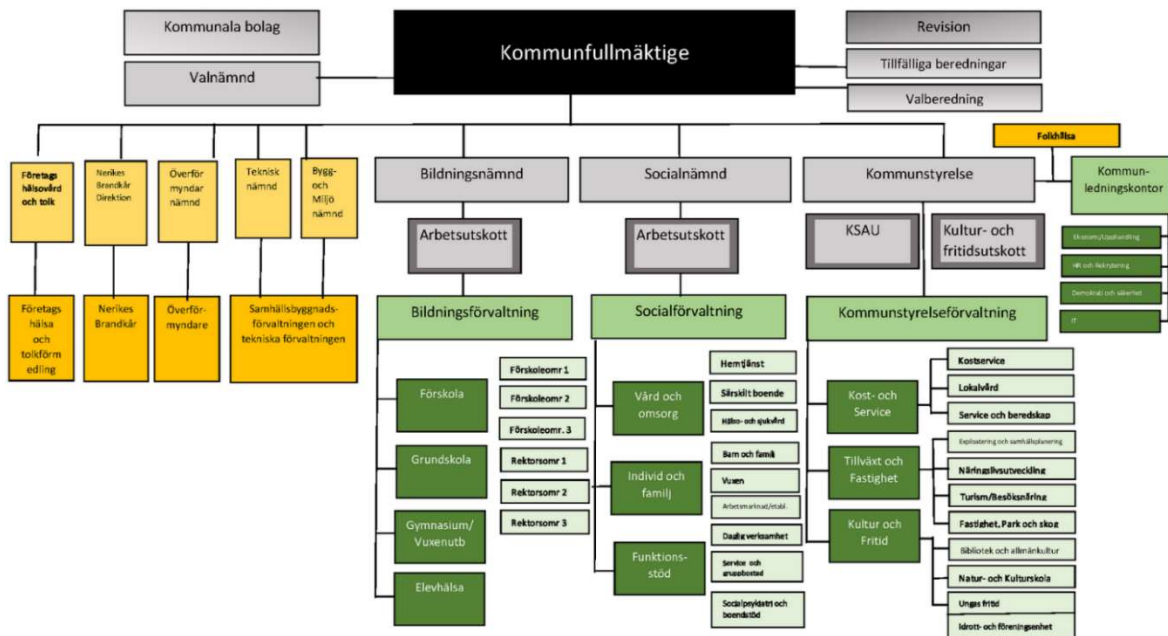 Kommunala bolag
Valnämnd
Kommunfullmäktige
Revision
Tillfälliga beredningar
Valberedning
Folkhälsa
Företags
hälsovård
och tolk
Nerikes
Brandkår
Direktion
Överför
myndar
nämnd
Teknisk
nämnd
Bygg-
och
Miljö
nämnd
Bildningsnämnd
Socialnämnd
Kommunstyrelse
Kommun-
ledningskontor
Arbetsutskott
Arbetsutskott
KSAU
Kultur- och
fritidsutskott
Ekonomi/Upphandling
HR och Rekrytering
Demokrati och säkerhet
IT
Företags
hälsa
och
tolkförm
edling
Nerikes
Brandkår
Överför-
myndare
Samhällsbyggnads-
förvaltningen och
tekniska förvaltningen
Bildningsförvaltning
Socialförvaltning
Kommunstyrelseförvaltning
Förskola
Grundskola
Gymnasium/
Vuxenutb
Elevhälsa
Förskoleomr 1
Förskoleomr 2
Förskoleomr. 3
Rektorsomr 1
Rektorsomr 2
Rektorsomr 3
Vård och
omsorg
Individ och
familj
Funktions-
stöd
Hemtjänst
Särskilt boende
Hälso- och sjukvård
Barn och familj
Vuxen
Arbetsmarknad/etabl.
Daglig verksamhet
Service och
gruppbostad
Socialpsykiatri och
boendstöd
Kost- och
Service
Tillväxt och
Fastighet
Kultur och
Fritid
Kostservice
Lokalvård
Service och beredskap
Exploatering och samhällsplanering
Näringslivsutveckling
Turism/Besöksnäring
Fastighet, Park och skog
Bibliotek och allmänkultur
Natur- och Kulturskola
Ungas fritid
Idrott- och föreningsenhet